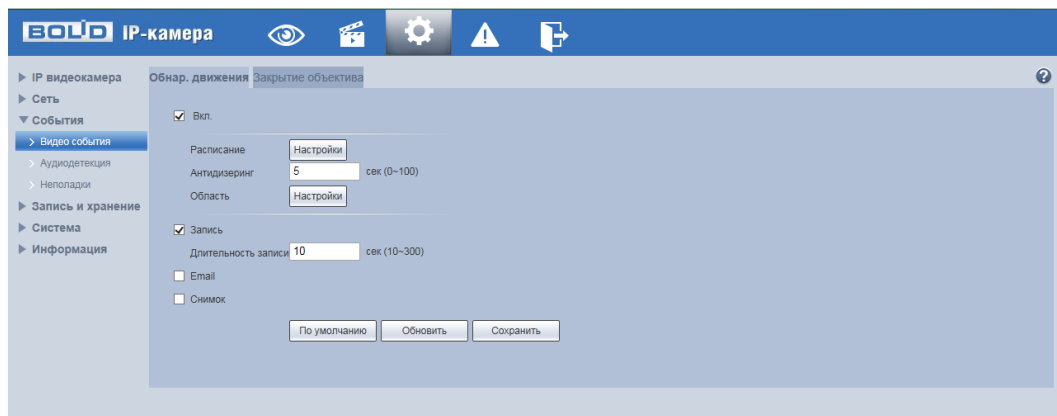 BOLID IP-камера
IP видеокамера
Сеть
События
Видео события
Аудиодетекция
Неполадки
Запись и хранение
Система
Информация
Обнар. движения Закрытие объектива ?
Вкл.
Расписание Настройки
Антидизеринг 5 сек (0~100)
Область Настройки
Запись
Длительность записи 10 сек (10~300)
Email
Снимок
По умолчанию Обновить Сохранить